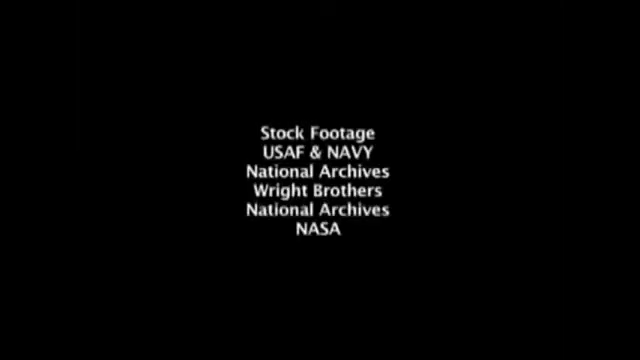 Stock Footage
USAF & NAVY
National Archives
Wright Brothers
National Archives
NASA